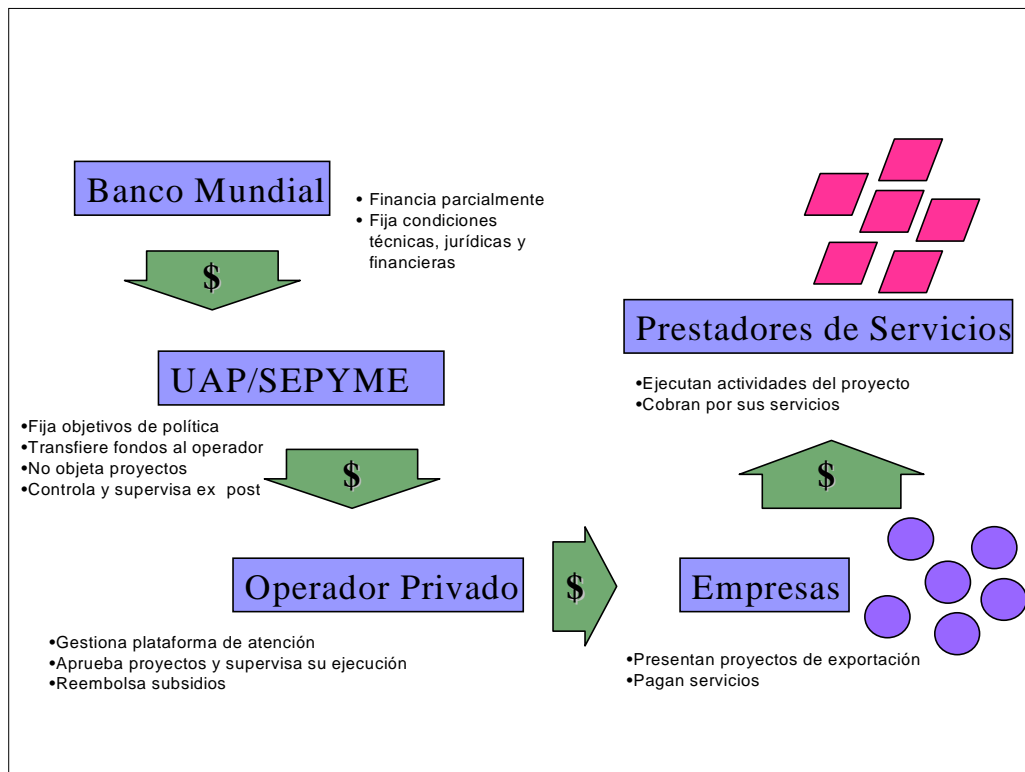 Banco Mundial
• Financia parcialmente
• Fija condiciones
técnicas, jurídicas y
financieras
$
UAP/SEPYME
•Fija objetivos de política
•Transfiere fondos al operador
•No objeta proyectos
•Controla y supervisa ex  post
$
Operador Privado
•Gestiona plataforma de atención
•Aprueba proyectos y supervisa su ejecución
•Reembolsa subsidios
$
Empresas
•Presentan proyectos de exportación
•Pagan servicios
$
Prestadores de Servicios
•Ejecutan actividades del proyecto
•Cobran por sus servicios